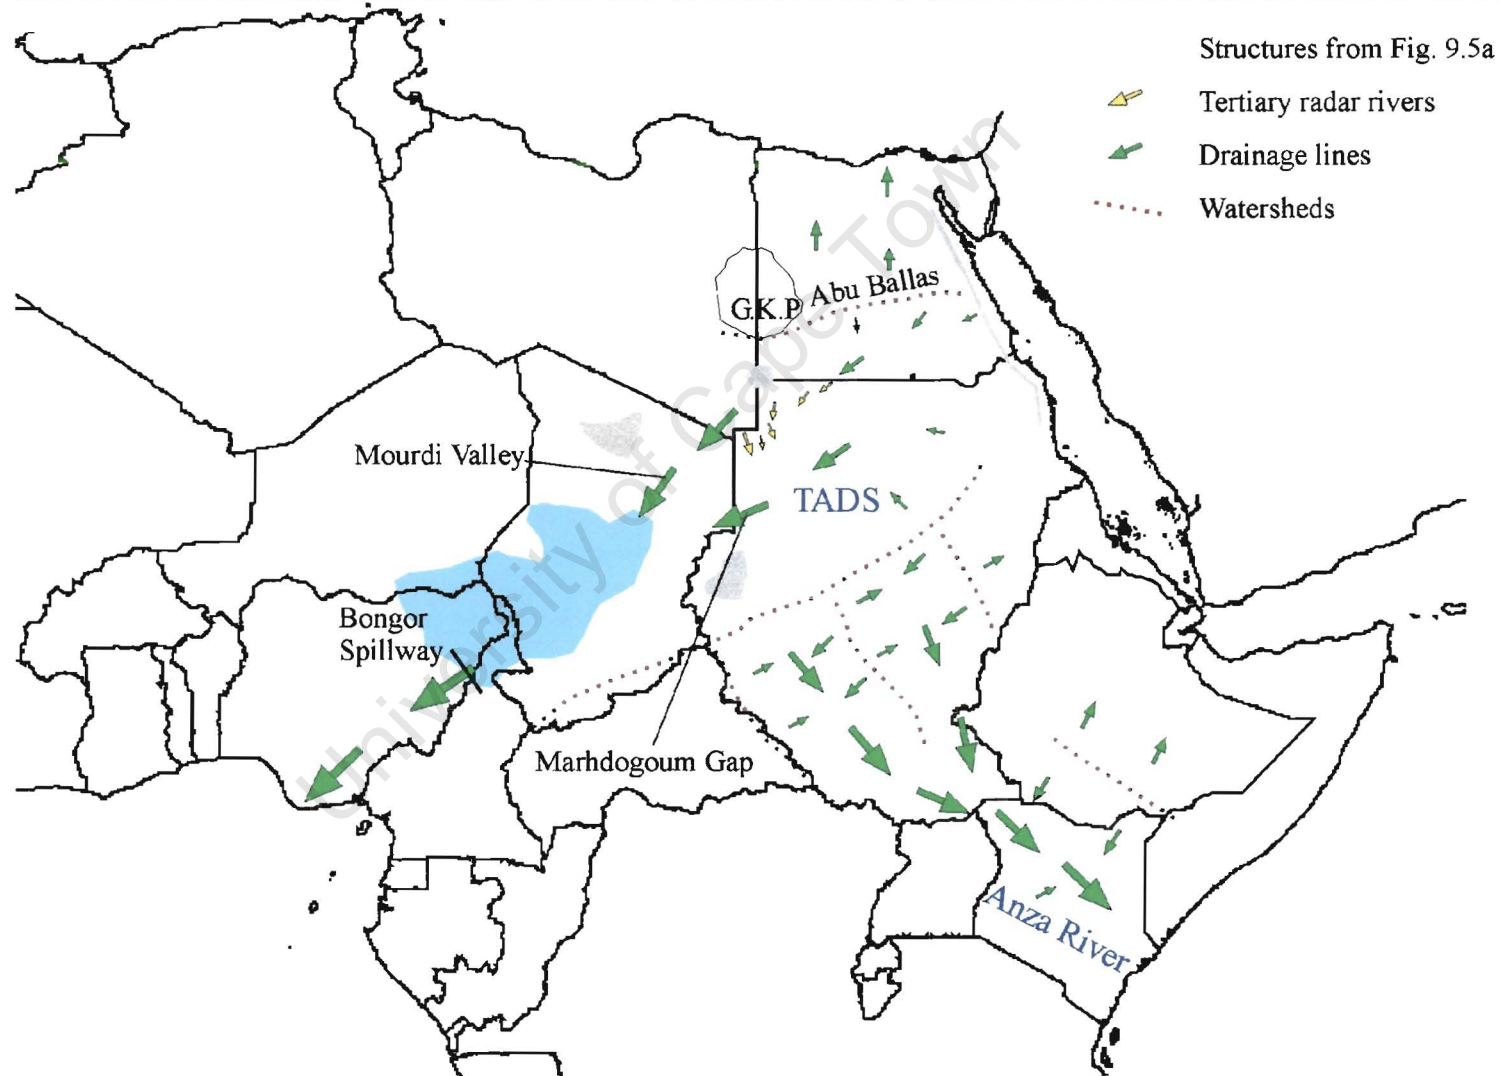 Structures from Fig. 9.5a
Tertiary radar rivers
Drainage lines
Watersheds
G.K.P
Abu Ballas
Mourdi Valley
TADS
Bongor
Spillway
Marhdogoum Gap
Anza River
University of Cape Town